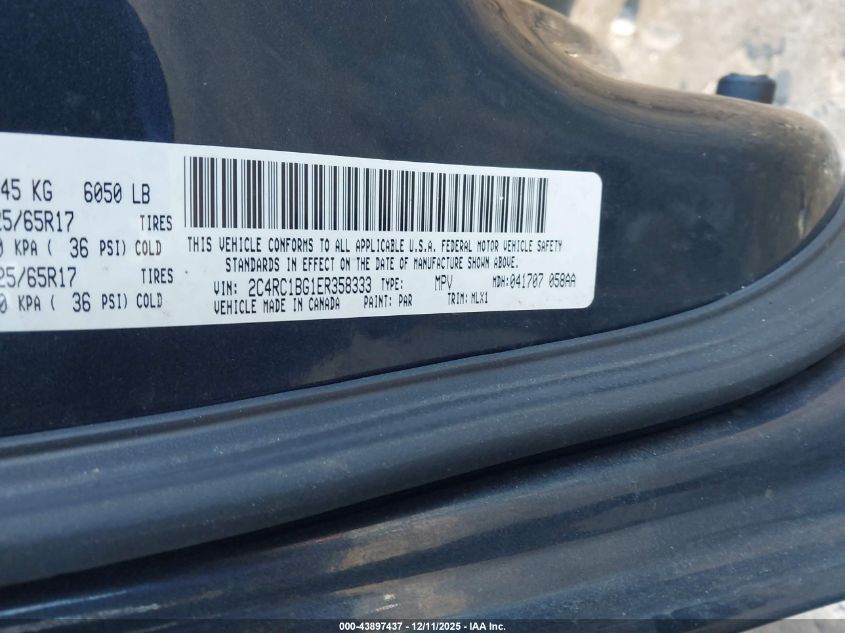 45 KG 6050 LB
25/65R17 TIRES
0 KPA ( 36 PSI) COLD
25/65R17 TIRES
0 KPA ( 36 PSI) COLD
THIS VEHICLE CONFORMS TO ALL APPLICABLE U.S.A. FEDERAL MOTOR VEHICLE SAFETY
STANDARDS IN EFFECT ON THE DATE OF MANUFACTURE SHOWN ABOVE.
VIN: 2C4RC1BG1ER358333 TYPE: MPV MDH:041707 058AA
VEHICLE MADE IN CANADA PAINT: PAR TRIM: MLX1
000-43897437 - 12/11/2025 - IAA Inc.